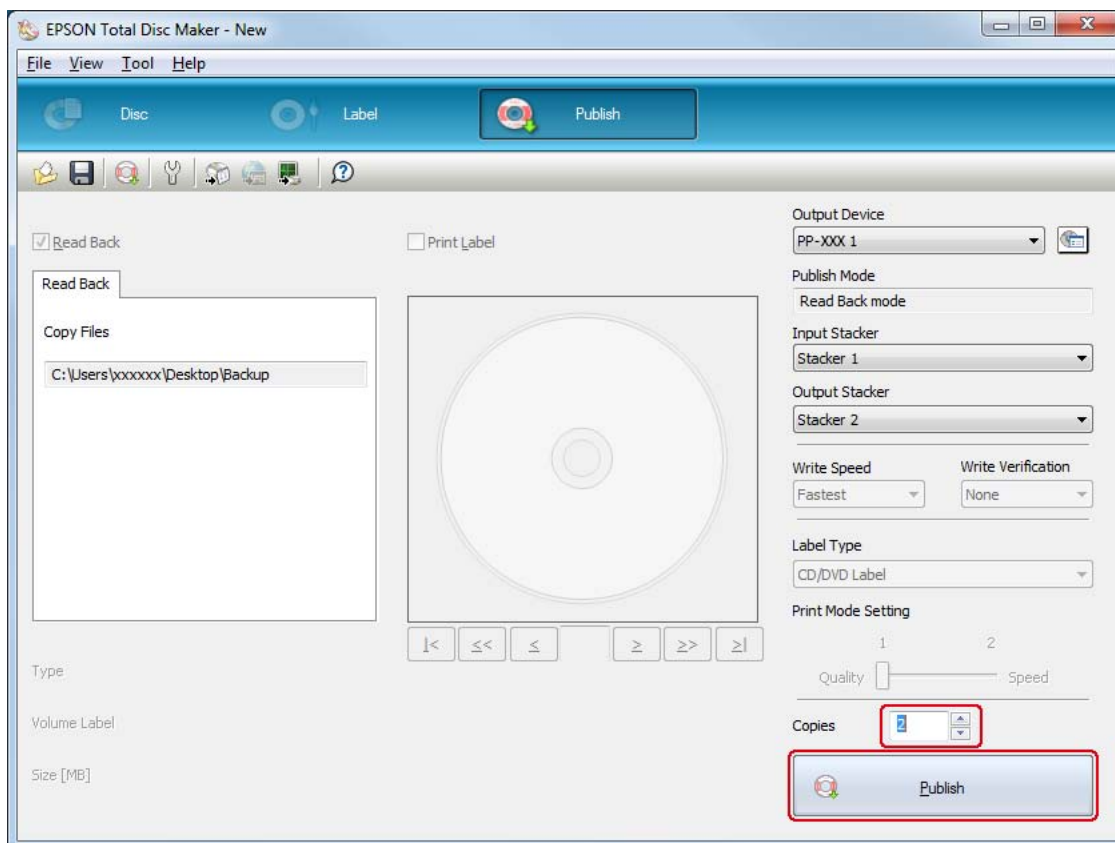 EPSON Total Disc Maker - New
File View Tool Help
Disc Label Publish
Read Back
Print Label
Read Back
Copy Files
C:\Users\xxxxxx\Desktop\Backup
|< << < > >> >|
Type
Volume Label
Size [MB]
Output Device
PP-XXX 1
Publish Mode
Read Back mode
Input Stacker
Stacker 1
Output Stacker
Stacker 2
Write Speed Write Verification
Fastest None
Label Type
CD/DVD Label
Print Mode Setting
1 2
Quality Speed
Copies 2
Publish